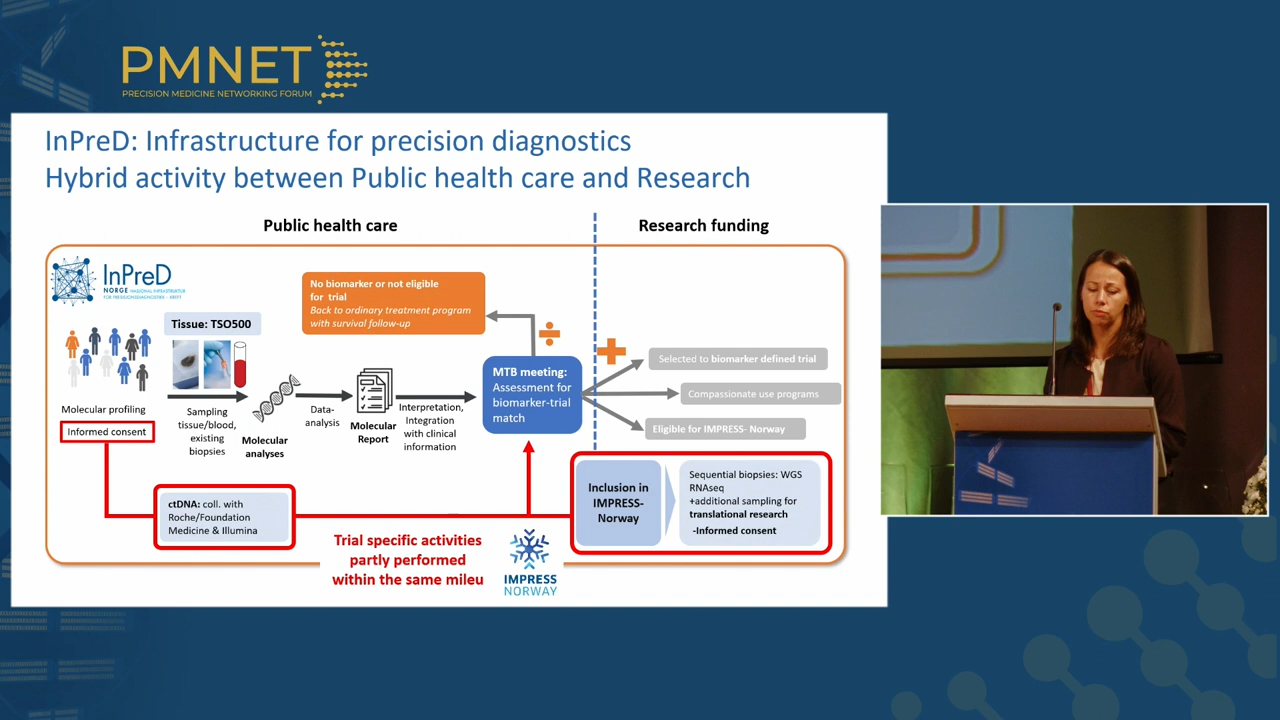 PMNET
PRECISION MEDICINE NETWORKING FORUM
InPreD: Infrastructure for precision diagnostics
Hybrid activity between Public health care and Research
Public health care
Research funding
InPreD
NORGE NASJONAL INFRASTRUKTUR
FOR PRESISJONSDIAGNOSTIKK - KREFT
No biomarker or not eligible
for trial
Back to ordinary treatment program
with survival follow-up
Tissue: TSO500
MTB meeting:
Assessment for
biomarker-trial
match
Selected to biomarker defined trial
Compassionate use programs
Eligible for IMPRESS- Norway
Molecular profiling
Informed consent
Sampling
tissue/blood,
existing
biopsies
Molecular
analyses
Data-
analysis
Molecular
Report
Interpretation,
Integration
with clinical
information
ctDNA: coll. with
Roche/Foundation
Medicine & Illumina
Trial specific activities
partly performed
within the same mileu
IMPRESS
NORWAY
Inclusion in
IMPRESS-
Norway
Sequential biopsies: WGS
RNAseq
+additional sampling for
translational research
-Informed consent